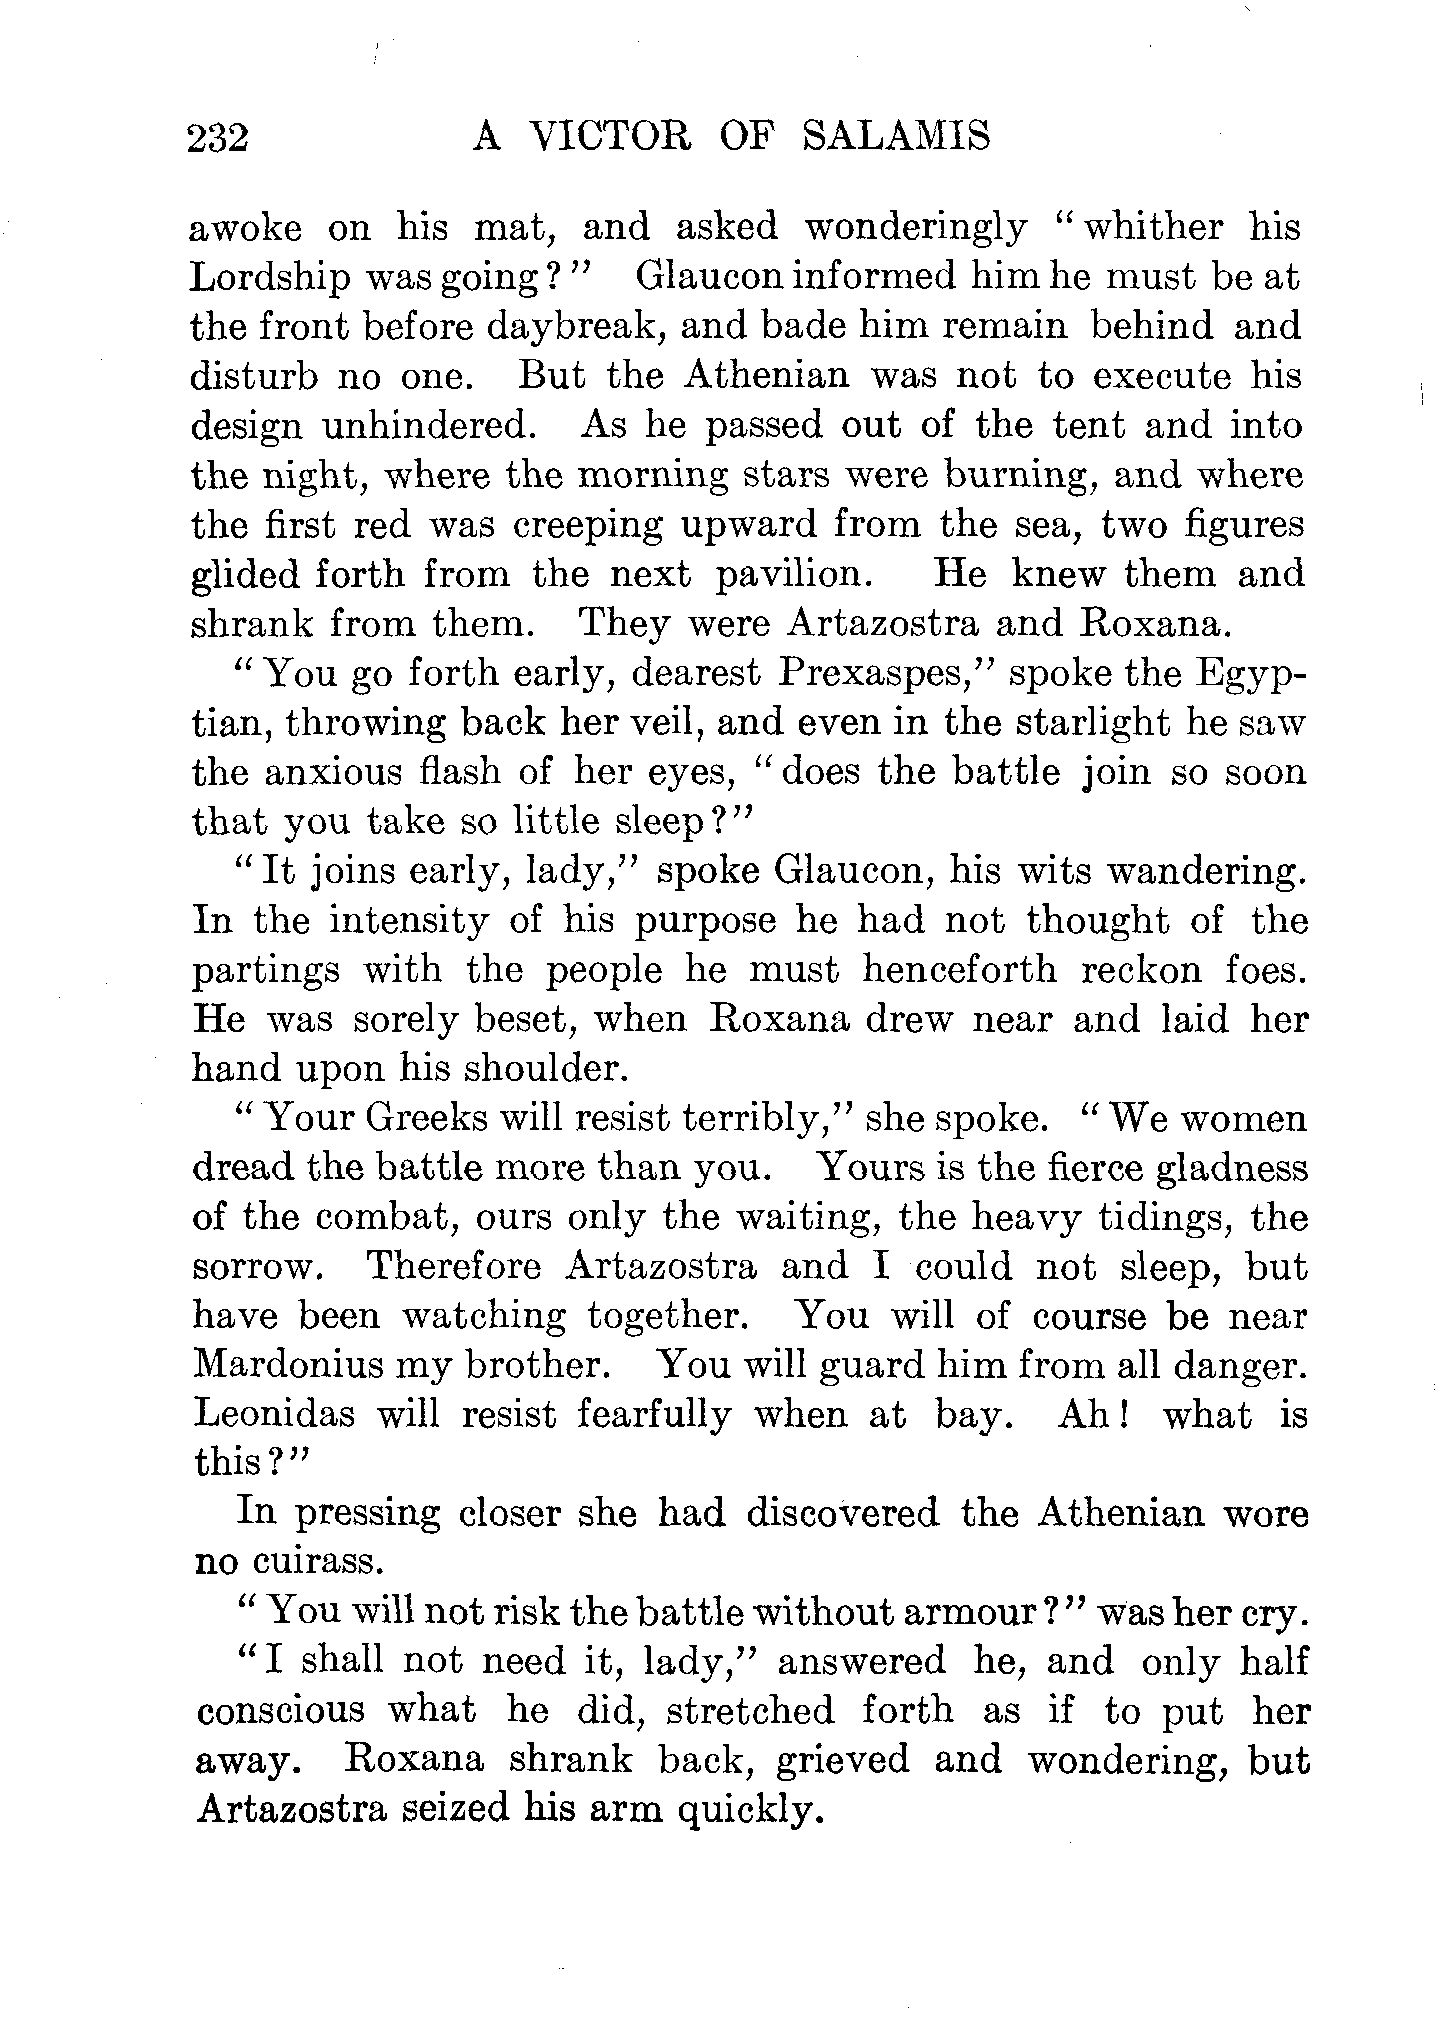 232 A VICTOR OF SALAMIS
awoke on his mat, and asked wonderingly “whither his
Lordship was going?” Glaucon informed him he must be at
the front before daybreak, and bade him remain behind and
disturb no one. But the Athenian was not to execute his
design unhindered. As he passed out of the tent and into
the night, where the morning stars were burning, and where
the first red was creeping upward from the sea, two figures
glided forth from the next pavilion. He knew them and
shrank from them. They were Artazostra and Roxana.
“You go forth early, dearest Prexaspes,” spoke the Egyp-
tian, throwing back her veil, and even in the starlight he saw
the anxious flash of her eyes, “does the battle join so soon
that you take so little sleep?”
“It joins early, lady,” spoke Glaucon, his wits wandering.
In the intensity of his purpose he had not thought of the
partings with the people he must henceforth reckon foes.
He was sorely beset, when Roxana drew near and laid her
hand upon his shoulder.
“Your Greeks will resist terribly,” she spoke. “We women
dread the battle more than you. Yours is the fierce gladness
of the combat, ours only the waiting, the heavy tidings, the
sorrow. Therefore Artazostra and I could not sleep, but
have been watching together. You will of course be near
Mardonius my brother. You will guard him from all danger.
Leonidas will resist fearfully when at bay. Ah! what is
this?”
In pressing closer she had discovered the Athenian wore
no cuirass.
“You will not risk the battle without armour?” was her cry.
“I shall not need it, lady,” answered he, and only half
conscious what he did, stretched forth as if to put her
away. Roxana shrank back, grieved and wondering, but
Artazostra seized his arm quickly.